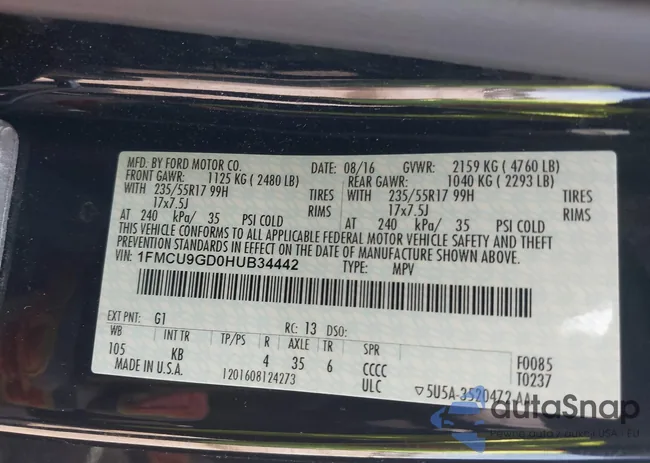 MFD. BY FORD MOTOR CO. DATE: 08/16 GVWR: 2159 KG ( 4760 LB)
FRONT GAWR: 1125 KG ( 2480 LB) REAR GAWR: 1040 KG ( 2293 LB)
WITH 235/55R17 99H TIRES WITH 235/55R17 99H TIRES
17x7.5J RIMS 17x7.5J RIMS
AT 240 kPa/ 35 PSI COLD AT 240 kPa/ 35 PSI COLD
THIS VEHICLE CONFORMS TO ALL APPLICABLE FEDERAL MOTOR VEHICLE SAFETY AND THEFT
PREVENTION STANDARDS IN EFFECT ON THE DATE OF MANUFACTURE SHOWN ABOVE.
VIN: 1FMCU9GD0HUB34442 TYPE: MPV
EXT PNT: G1 RC: 13 DSO:
WB INT TR TP/PS R AXLE TR SPR
105 KB 4 35 6 CCCC F0085
MADE IN U.S.A. 1201608124273 ULC T0237
▽5U5A-3520472-AA
autoSnap